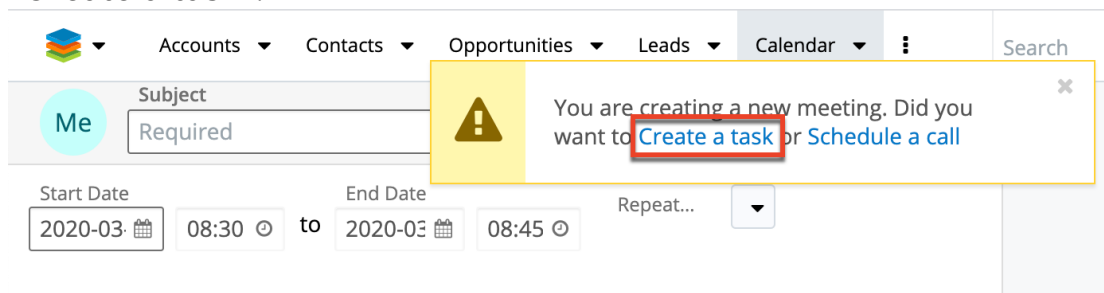 Accounts Contacts Opportunities Leads Calendar Search
Me
Subject
Required
You are creating a new meeting. Did you
want to Create a task or Schedule a call
Start Date
End Date
Repeat...
2020-03- 08:30 to 2020-03 08:45